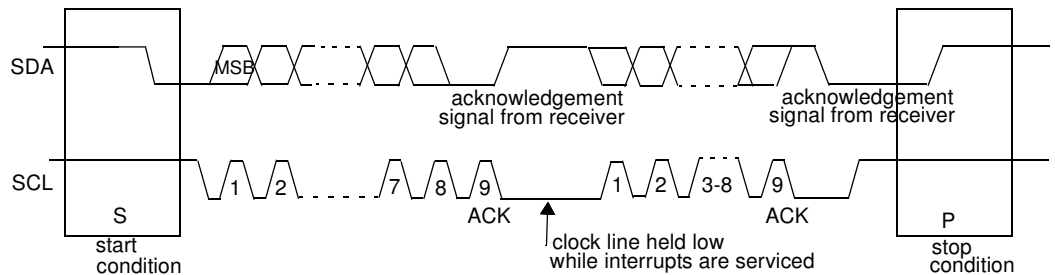 SDA
MSB
acknowledgement
signal from receiver
acknowledgement
signal from receiver
SCL
1
2
7
8
9
1
2
3-8
9
ACK
ACK
S
P
start
condition
clock line held low
while interrupts are serviced
stop
condition